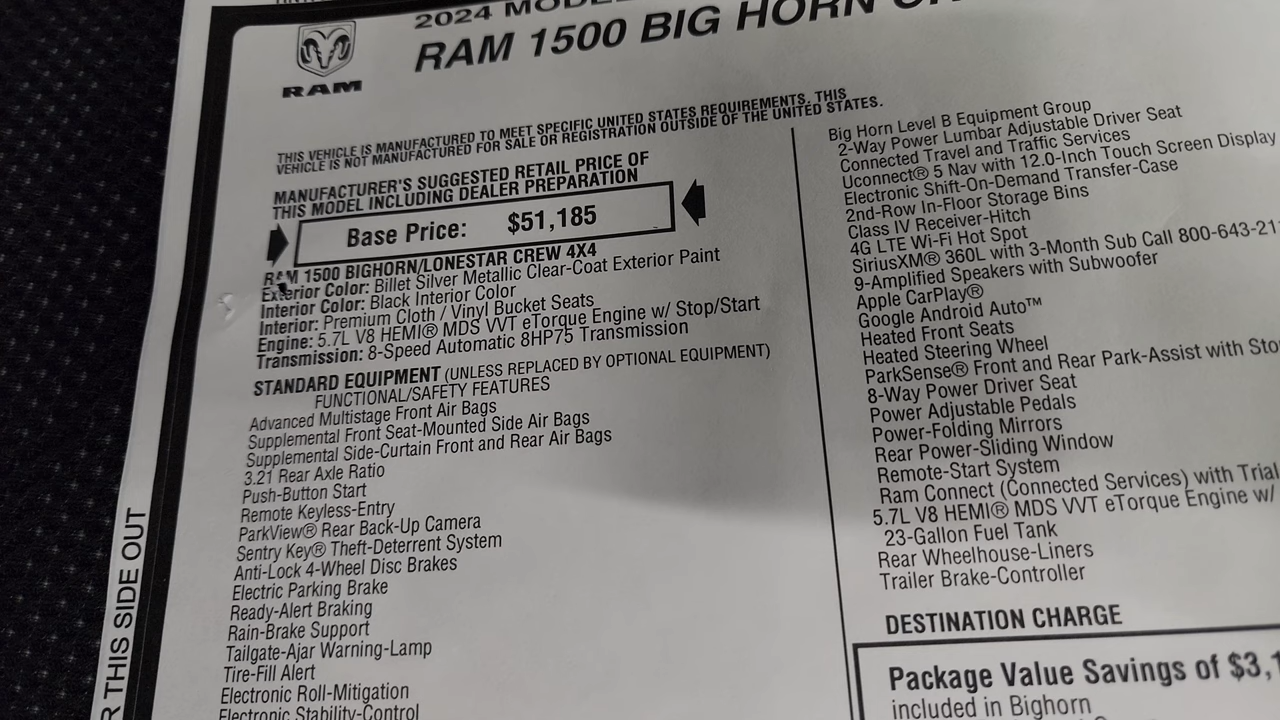 2024
RAM 1500 BIG HORN
RAM
THIS VEHICLE IS MANUFACTURED TO MEET SPECIFIC UNITED STATES REQUIREMENTS. THIS
VEHICLE IS NOT MANUFACTURED FOR SALE OR REGISTRATION OUTSIDE OF THE UNITED STATES.
MANUFACTURER'S SUGGESTED RETAIL PRICE OF
THIS MODEL INCLUDING DEALER PREPARATION
Base Price: $51,185
RAM 1500 BIGHORN/LONESTAR CREW 4X4
Exterior Color: Billet Silver Metallic Clear-Coat Exterior Paint
Interior Color: Black Interior Color
Interior: Premium Cloth / Vinyl Bucket Seats
Engine: 5.7L V8 HEMI® MDS VVT eTorque Engine w/ Stop/Start
Transmission: 8-Speed Automatic 8HP75 Transmission
STANDARD EQUIPMENT (UNLESS REPLACED BY OPTIONAL EQUIPMENT)
FUNCTIONAL/SAFETY FEATURES
Advanced Multistage Front Air Bags
Supplemental Front Seat-Mounted Side Air Bags
Supplemental Side-Curtain Front and Rear Air Bags
3.21 Rear Axle Ratio
Push-Button Start
Remote Keyless-Entry
ParkView® Rear Back-Up Camera
Sentry Key® Theft-Deterrent System
Anti-Lock 4-Wheel Disc Brakes
Electric Parking Brake
Ready-Alert Braking
Rain-Brake Support
Tailgate-Ajar Warning-Lamp
Tire-Fill Alert
Electronic Roll-Mitigation
Electronic Stability-Control
Big Horn Level B Equipment Group
2-Way Power Lumbar Adjustable Driver Seat
Connected Travel and Traffic Services
Uconnect® 5 Nav with 12.0-Inch Touch Screen Display
Electronic Shift-On-Demand Transfer-Case
2nd-Row In-Floor Storage Bins
Class IV Receiver-Hitch
4G LTE Wi-Fi Hot Spot
SiriusXM® 360L with 3-Month Sub Call 800-643-21
9-Amplified Speakers with Subwoofer
Apple CarPlay®
Google Android Auto™
Heated Front Seats
Heated Steering Wheel
ParkSense® Front and Rear Park-Assist with Sto
8-Way Power Driver Seat
Power Adjustable Pedals
Power-Folding Mirrors
Rear Power-Sliding Window
Remote-Start System
Ram Connect (Connected Services) with Trial
5.7L V8 HEMI® MDS VVT eTorque Engine w/
23-Gallon Fuel Tank
Rear Wheelhouse-Liners
Trailer Brake-Controller
DESTINATION CHARGE
Package Value Savings of $3,1
included in Bighorn
THIS SIDE OUT